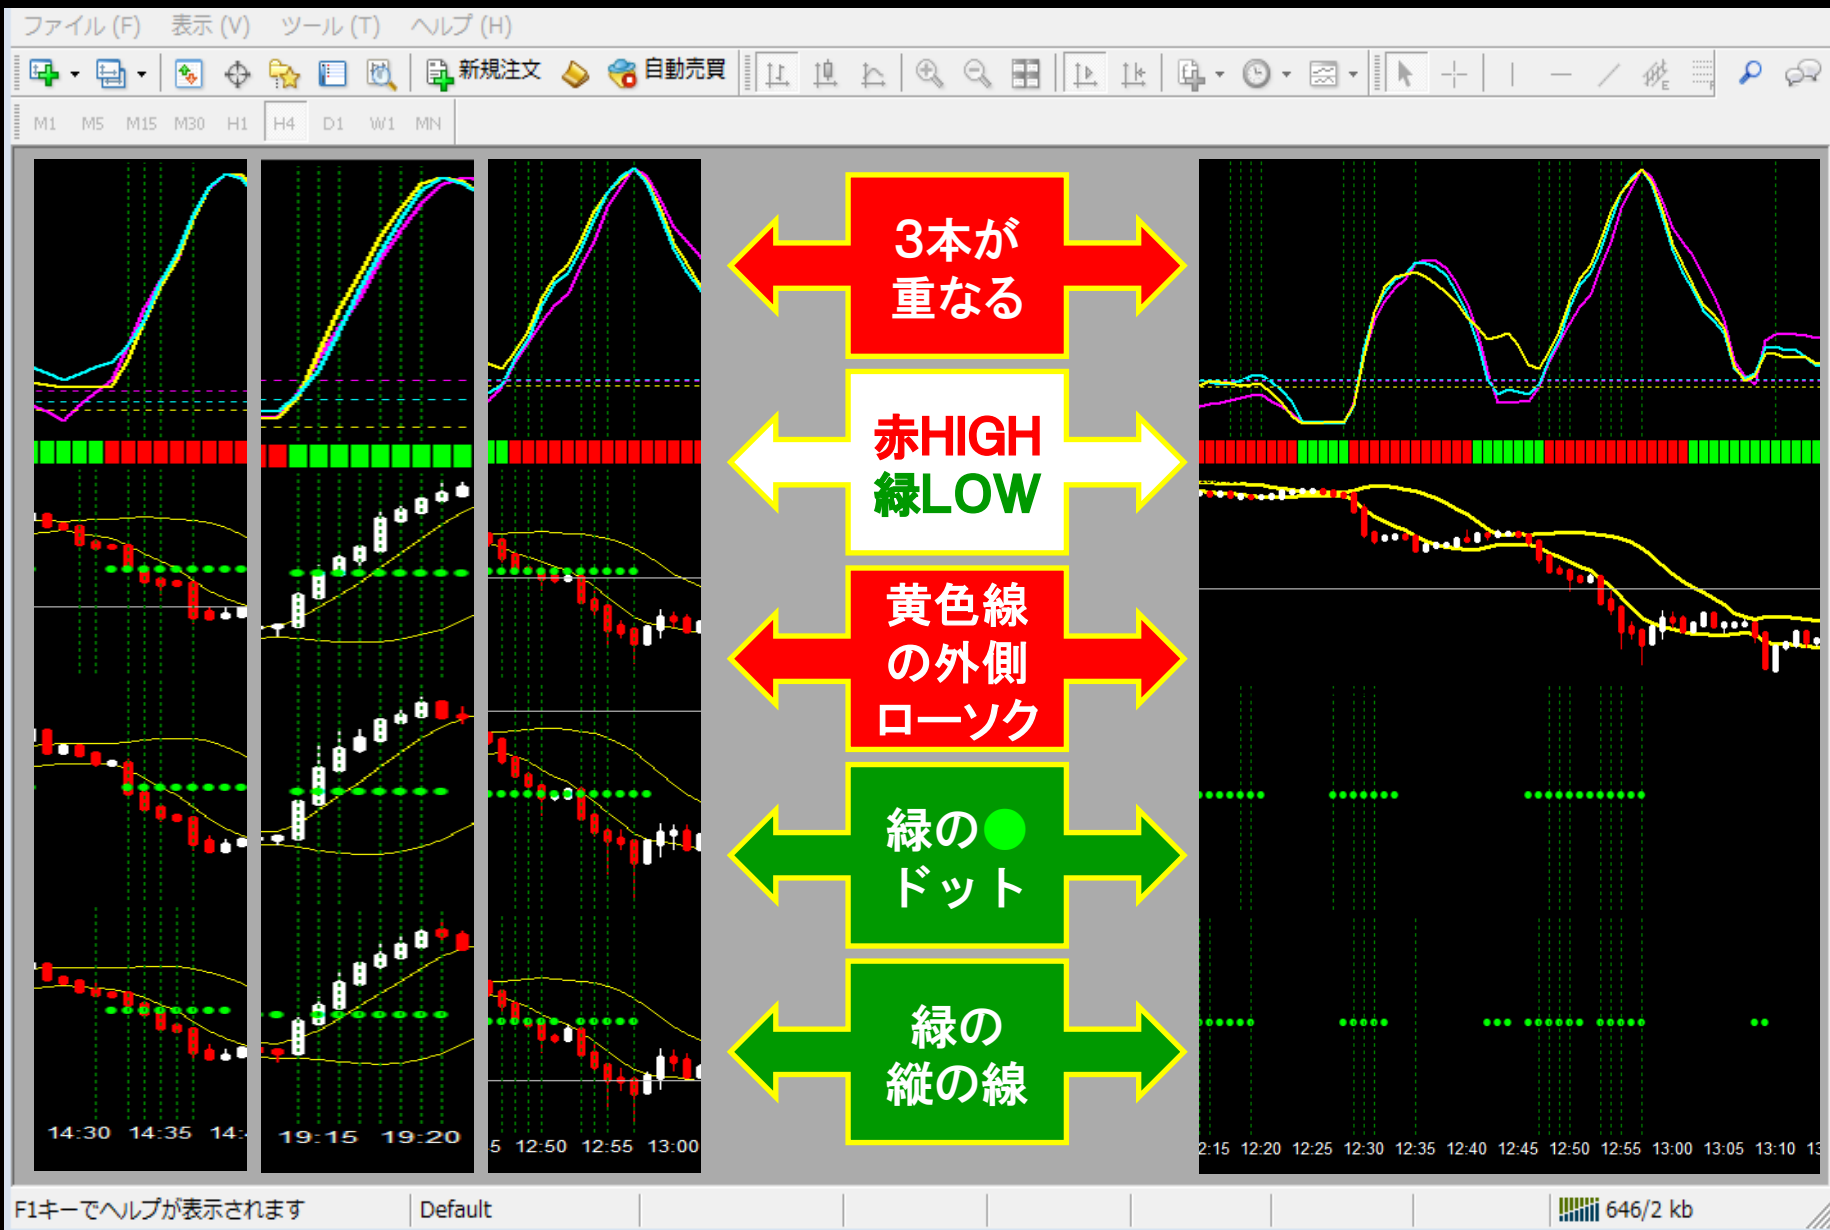 ファイル (F) 表示 (V) ツール (T) ヘルプ (H)
新規注文 自動売買
M1 M5 M15 M30 H1 H4 D1 W1 MN
3本が
重なる
赤HIGH
緑LOW
黄色線
の外側
ローソク
緑の●
ドット
緑の
縦の線
14:30 14:35 14:
19:15 19:20
5 12:50 12:55 13:00
2:15 12:20 12:25 12:30 12:35 12:40 12:45 12:50 12:55 13:00 13:05 13:10 13
F1キーでヘルプが表示されます Default 646/2 kb